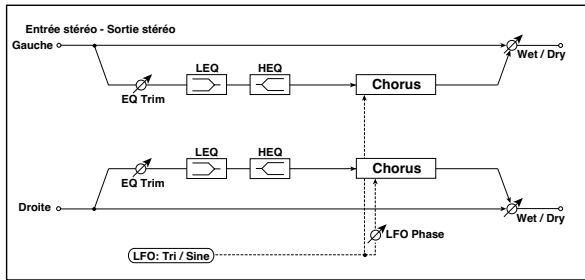 Entrée stéréo - Sortie stéréo
Gauche
Wet / Dry
LEQ
HEQ
EQ Trim
Chorus
LEQ
HEQ
EQ Trim
Chorus
Droite
Wet / Dry
LFO Phase
LFO: Tri / Sine